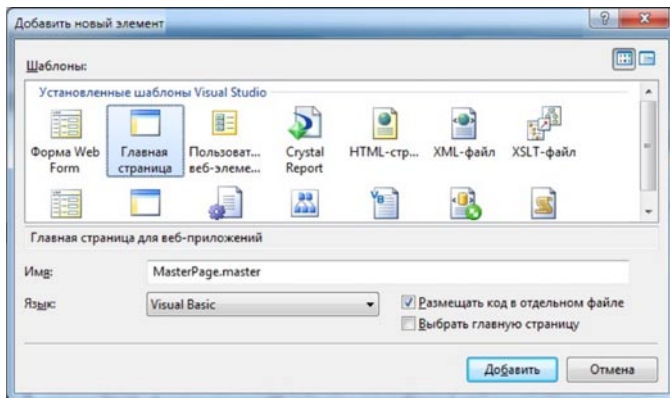 Добавить новый элемент
Шаблоны:
Установленные шаблоны Visual Studio
Форма Web Form
Главная страница
Пользоват... веб-элеме...
Crystal Report
HTML-стр...
XML-файл
XSLT-файл
VB
Главная страница для веб-приложений
Имя:
MasterPage.master
Язык:
Visual Basic
Размещать код в отдельном файле
Выбрать главную страницу
Добавить
Отмена